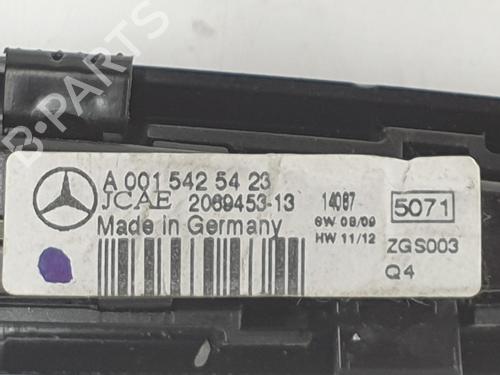 B-PARTS
A 001 542 54 23
JCAE 2069453-13
Made in Germany
14087
SW 08/09
HW 11/12
5071
ZGS003
Q4